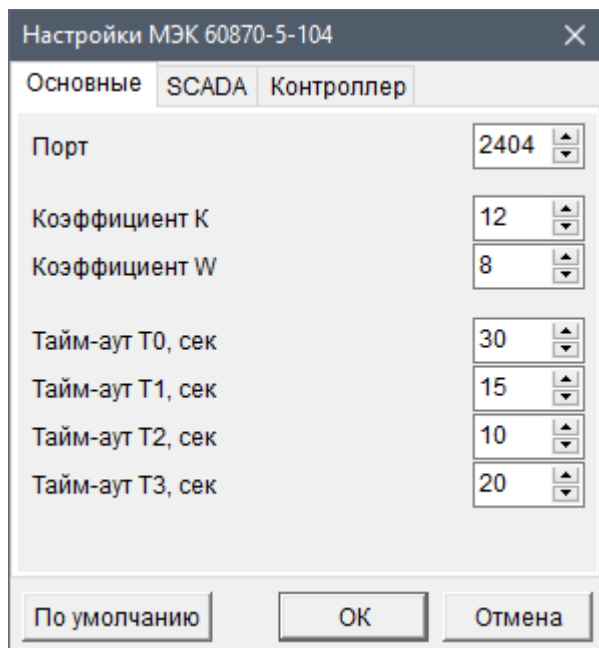 Настройки МЭК 60870-5-104
Основные SCADA Контроллер
Порт 2404
Коэффициент K 12
Коэффициент W 8
Тайм-аут T0, сек 30
Тайм-аут T1, сек 15
Тайм-аут T2, сек 10
Тайм-аут T3, сек 20
По умолчанию ОК Отмена